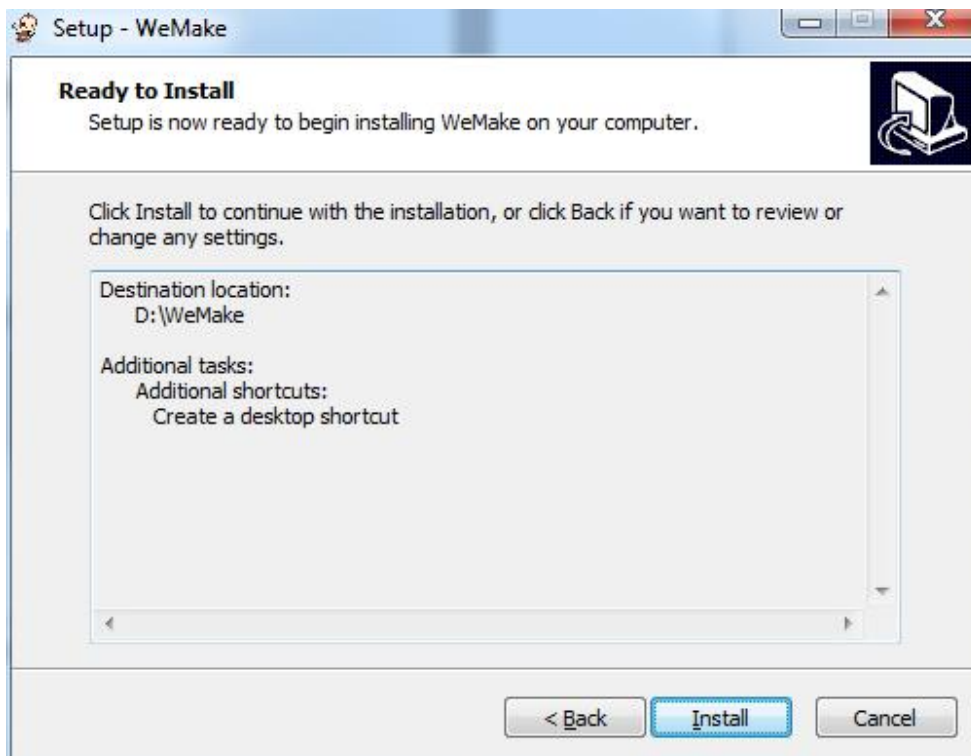 Setup - WeMake
Ready to Install
Setup is now ready to begin installing WeMake on your computer.
Click Install to continue with the installation, or click Back if you want to review or
change any settings.
Destination location:
D:\WeMake
Additional tasks:
Additional shortcuts:
Create a desktop shortcut
< Back
Install
Cancel